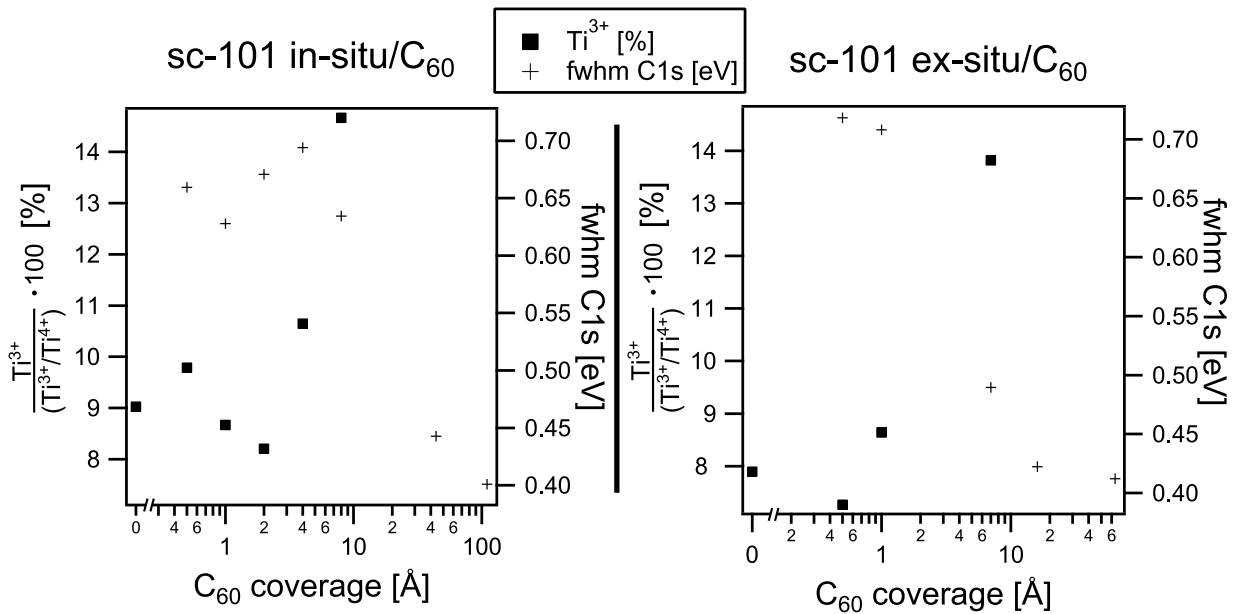 sc-101 in-situ/C60
Ti3+ [%]
fwhm C1s [eV]
sc-101 ex-situ/C60
14
13
12
11
10
9
8
Ti3+
(Ti3+/Ti4+)
· 100 [%]
0.70
0.65
0.60
0.55
0.50
0.45
0.40
fwhm C1s [eV]
0 4 6 1 2 4 6 10 2 4 6 100
C60 coverage [Å]
14
13
12
11
10
9
8
Ti3+
(Ti3+/Ti4+)
· 100 [%]
0.70
0.65
0.60
0.55
0.50
0.45
0.40
fwhm C1s [eV]
0 2 4 6 1 2 4 6 10 2 4 6
C60 coverage [Å]